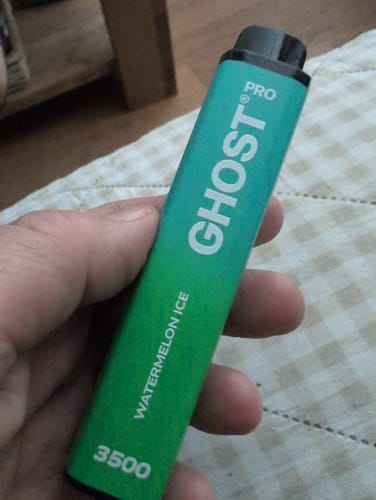 PRO
GHOST®
WATERMELON ICE
3500